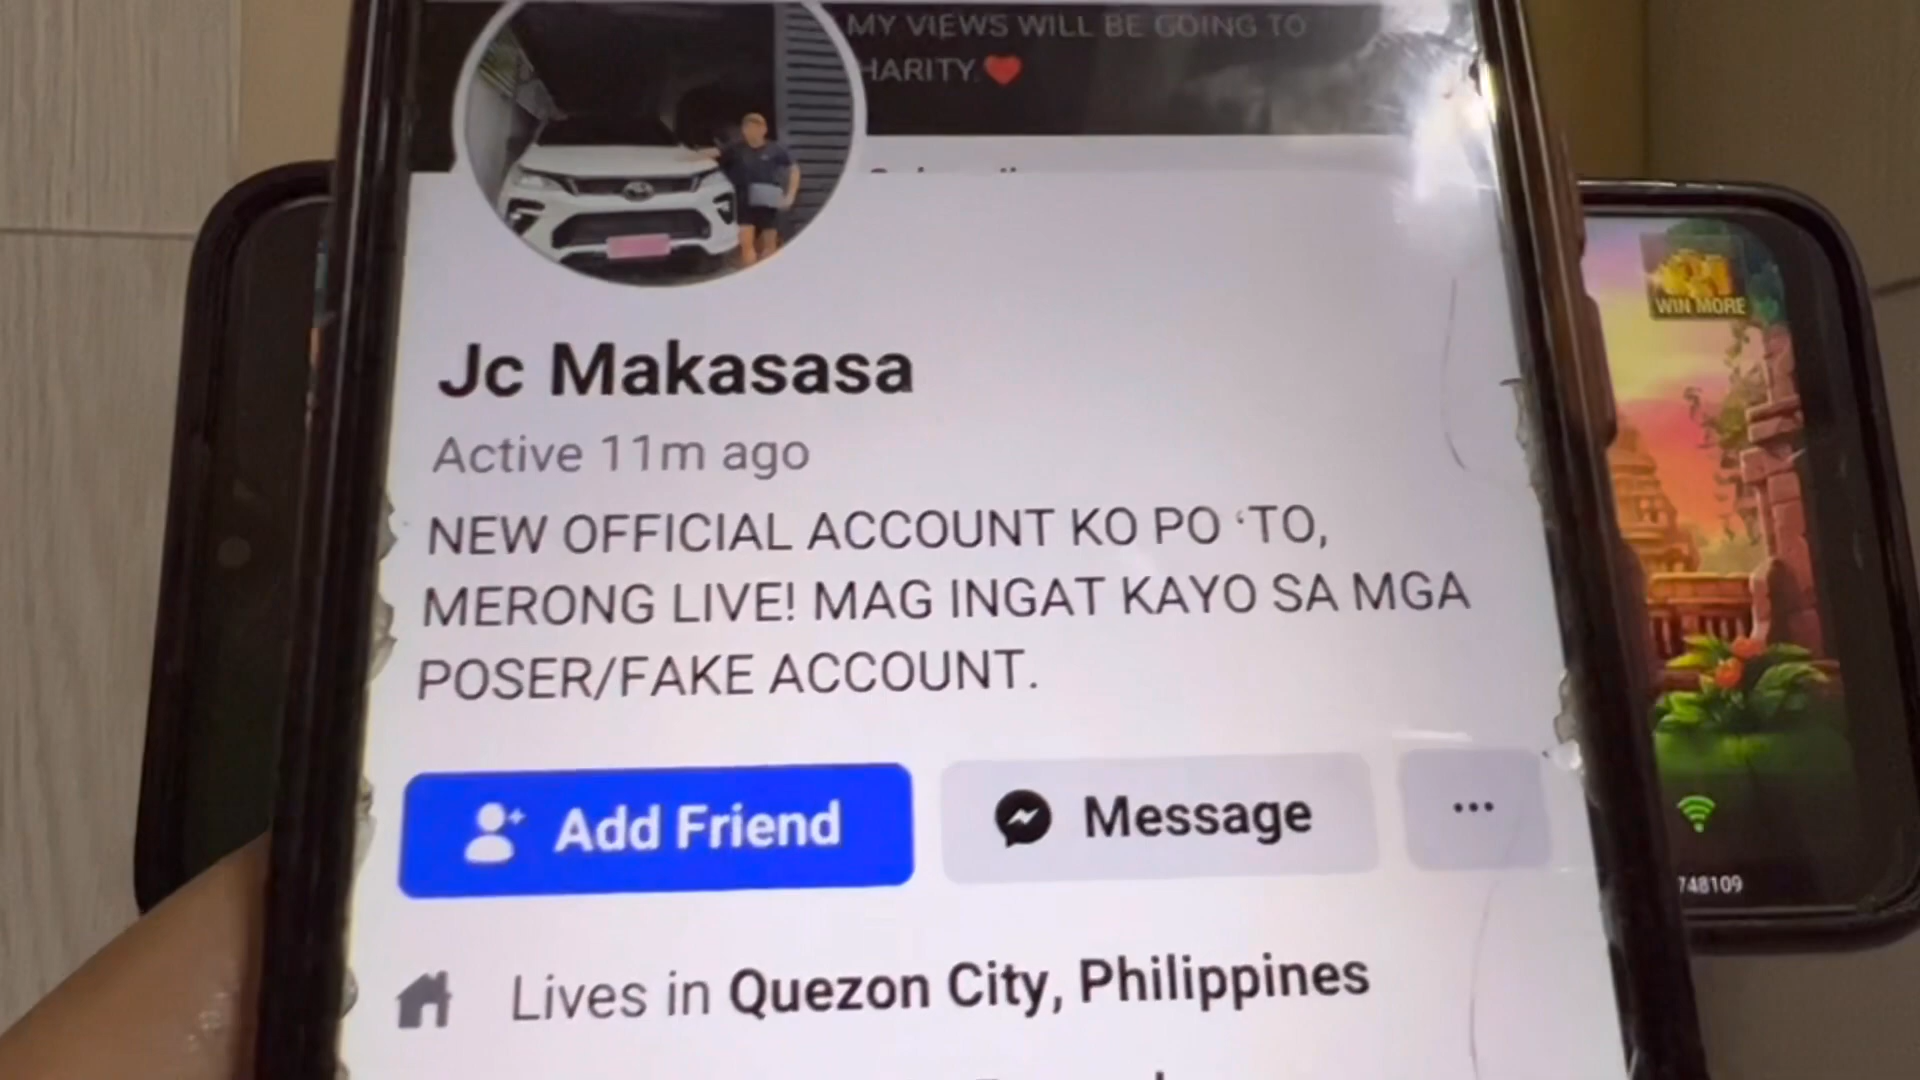 MY VIEWS WILL BE GOING TO
HARITY.❤️
WIN MORE
Jc Makasasa
Active 11m ago
NEW OFFICIAL ACCOUNT KO PO ‘TO,
MERONG LIVE! MAG INGAT KAYO SA MGA
POSER/FAKE ACCOUNT.
Add Friend
Message
...
748109
Lives in Quezon City, Philippines